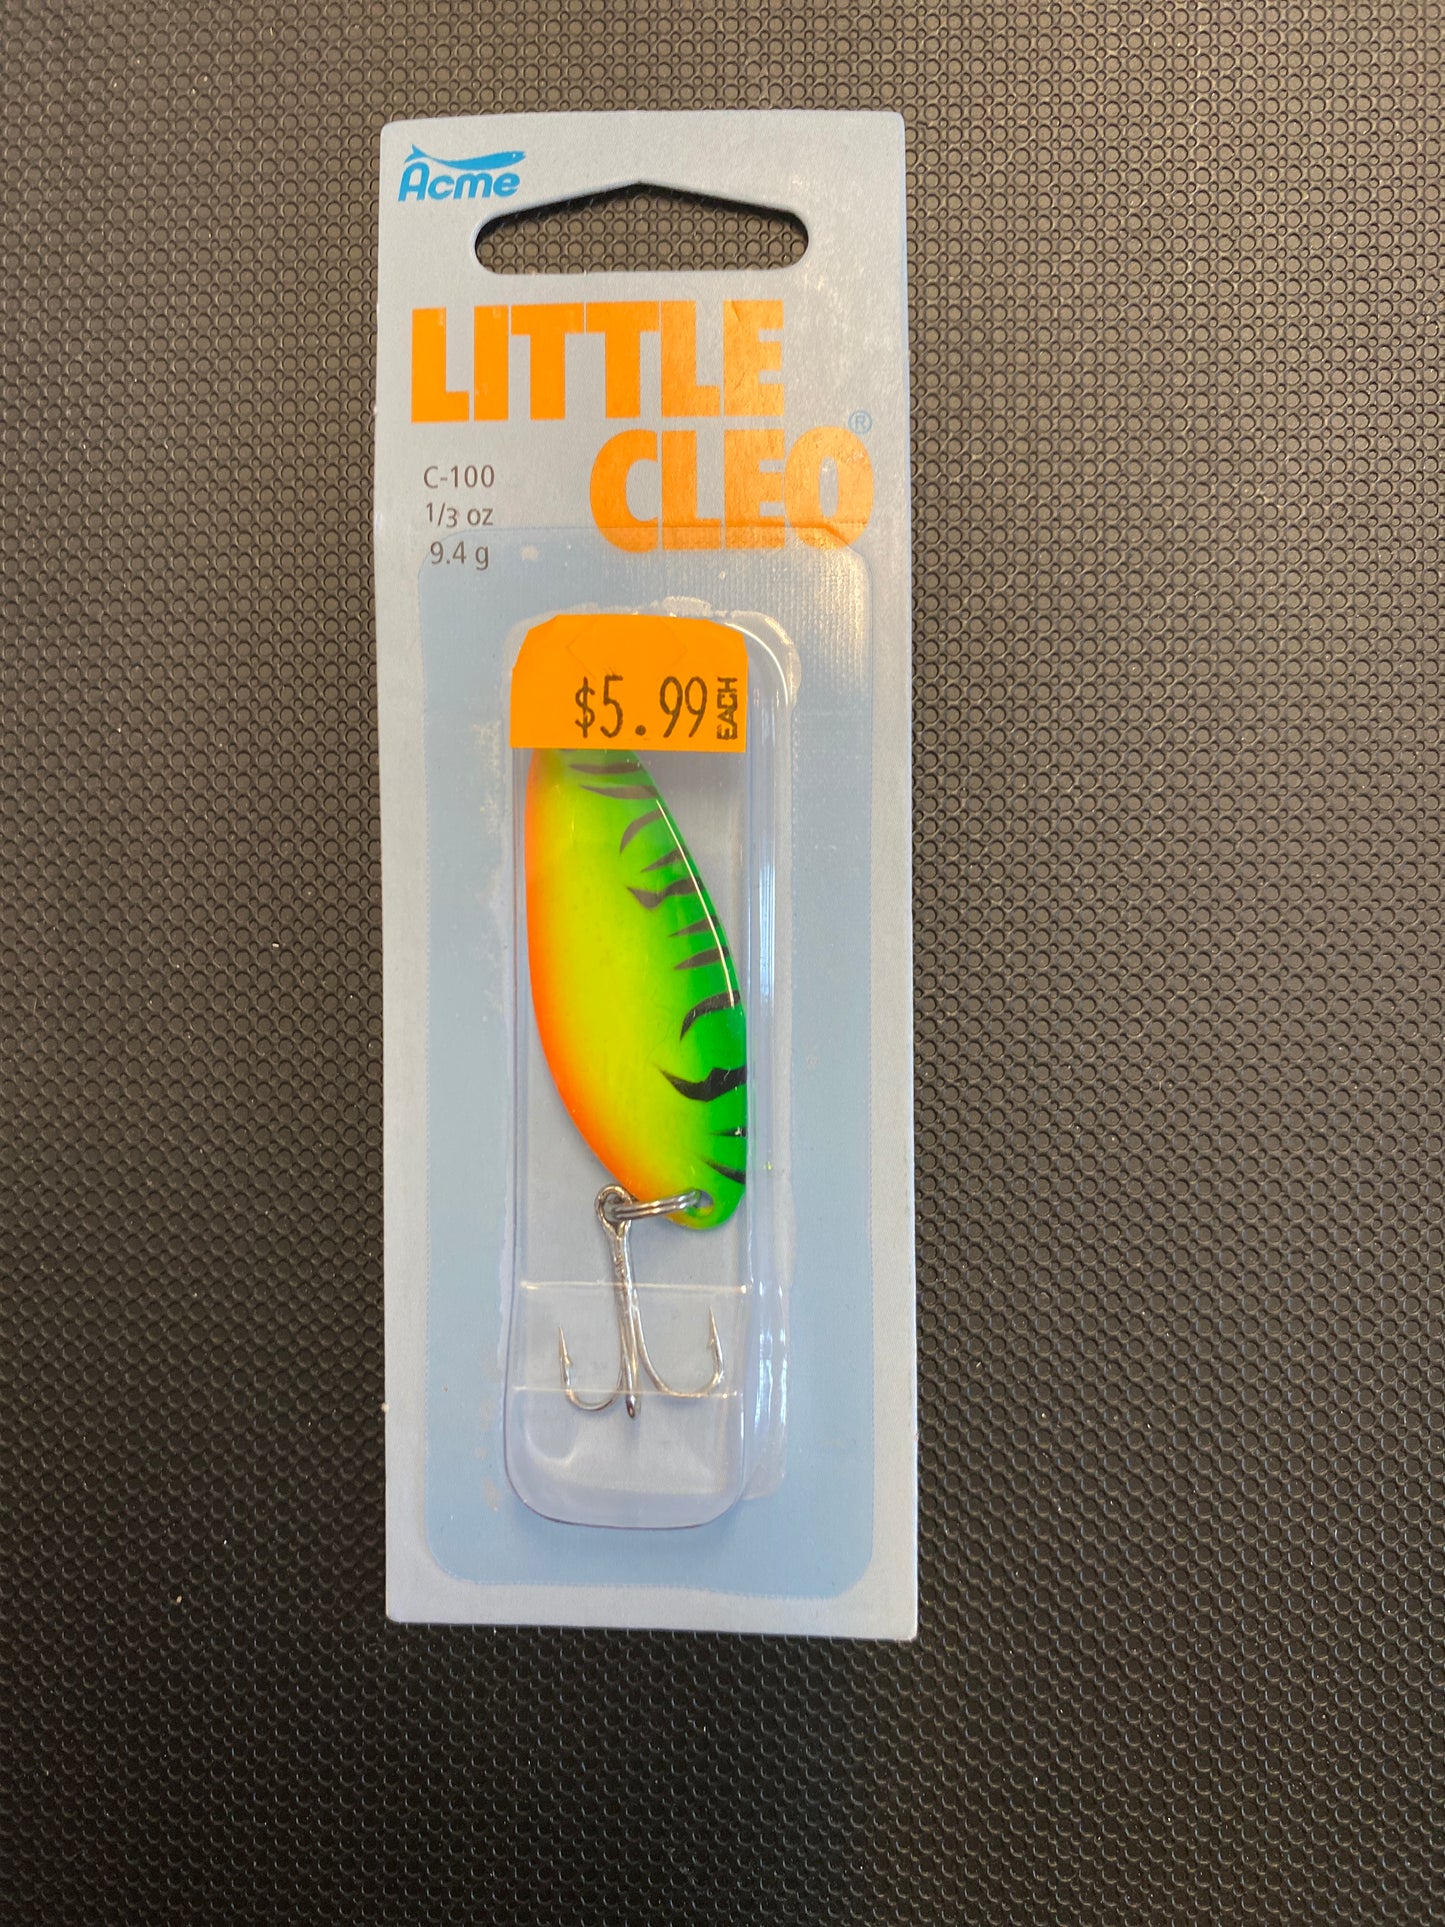 Acme
LITTLE
CLEO®
C-100
1/3 oz
9.4 g
$5.99 EACH